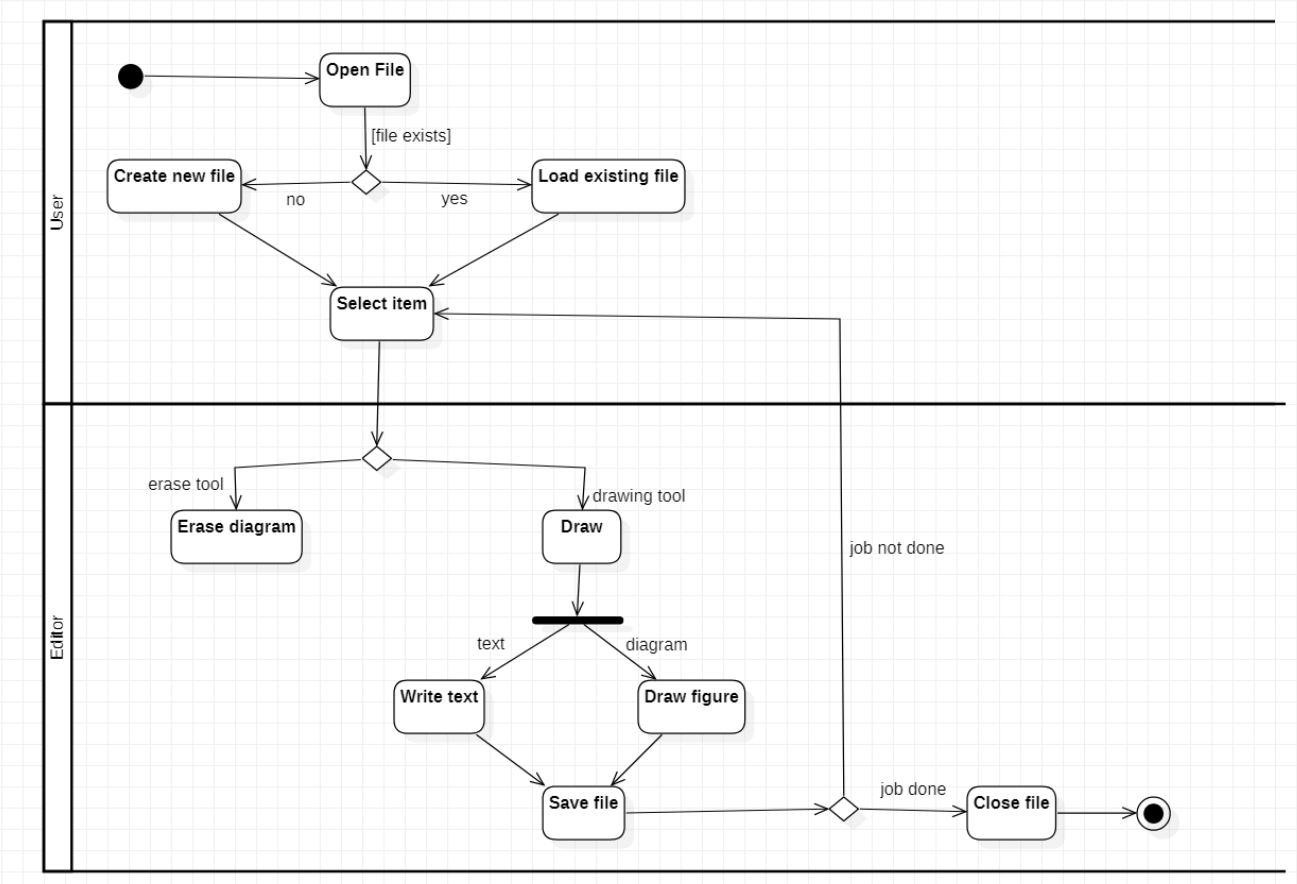 Open File
[file exists]
Create new file
Load existing file
no
yes
User
Select item
erase tool
drawing tool
Erase diagram
Draw
job not done
Editor
text
diagram
Write text
Draw figure
job done
Save file
Close file